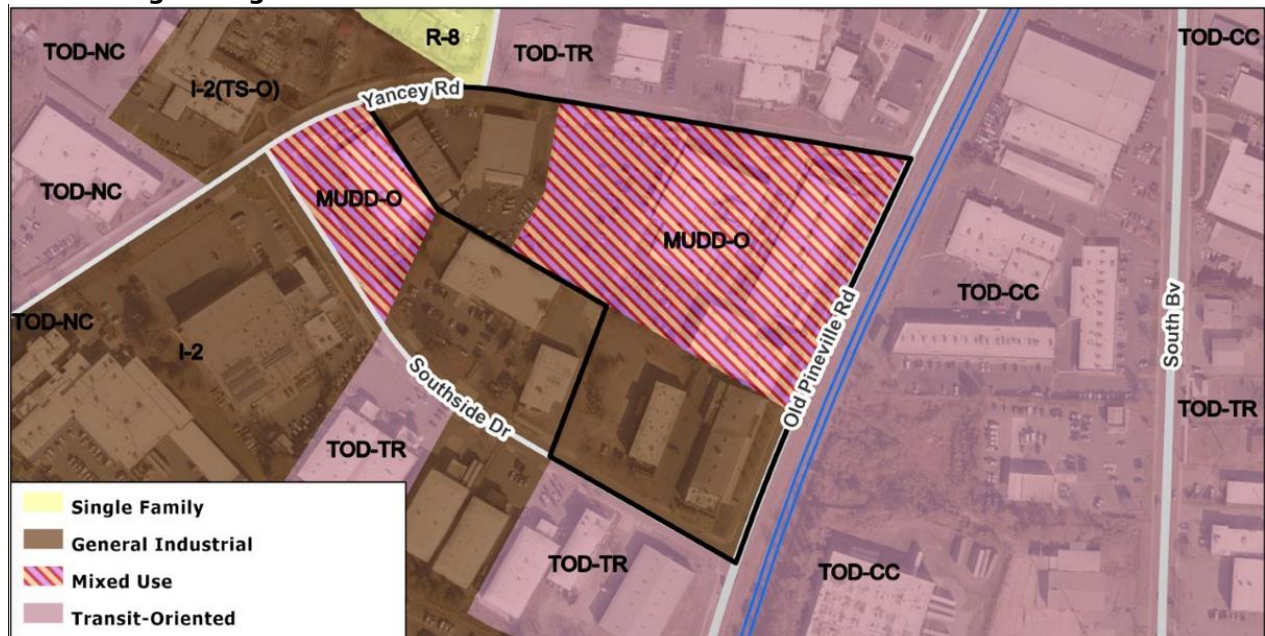 R-8
TOD-NC
TOD-TR
TOD-CC
I-2(TS-O)
Yancey Rd
TOD-NC
MUDD-O
MUDD-O
TOD-CC
Old Pineville Rd
South Bv
TOD-NC
I-2
Southside Dr
TOD-TR
TOD-TR
TOD-TR
TOD-CC
Single Family
General Industrial
Mixed Use
Transit-Oriented